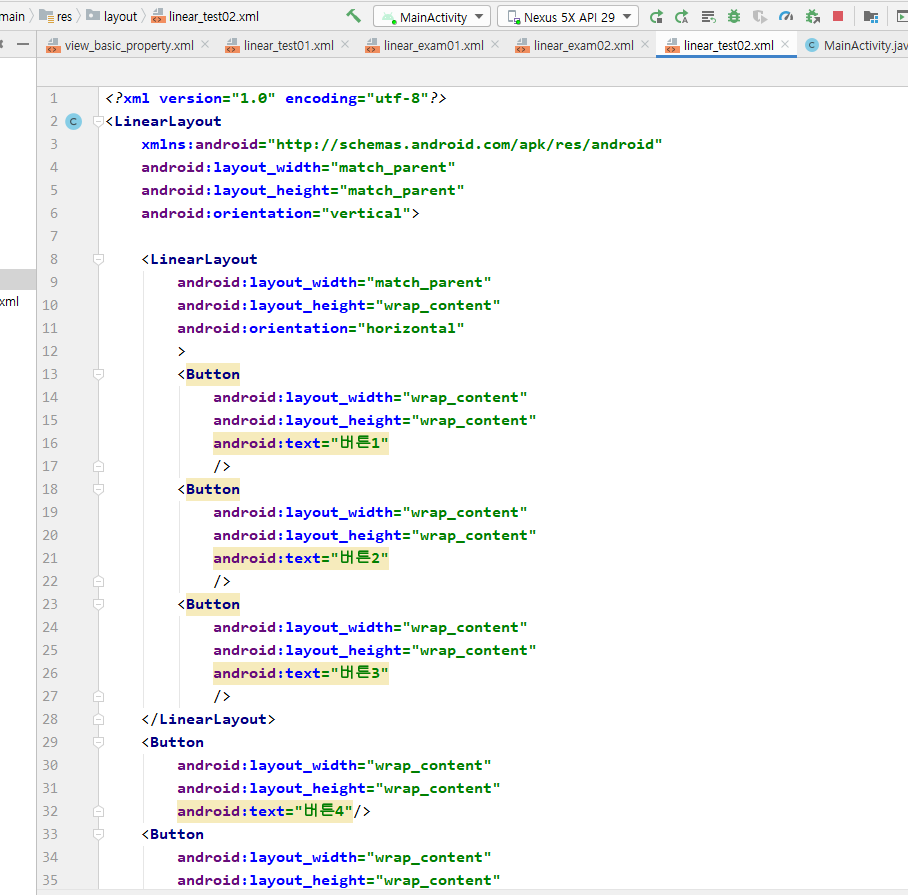 main res layout linear_test02.xml MainActivity Nexus 5X API 29
view_basic_property.xml linear_test01.xml linear_exam01.xml linear_exam02.xml linear_test02.xml MainActivity.jav
xml
1 <?xml version="1.0" encoding="utf-8"?>
2 C <LinearLayout
3 xmlns:android="http://schemas.android.com/apk/res/android"
4 android:layout_width="match_parent"
5 android:layout_height="match_parent"
6 android:orientation="vertical">
7
8 <LinearLayout
9 android:layout_width="match_parent"
10 android:layout_height="wrap_content"
11 android:orientation="horizontal"
12 >
13 <Button
14 android:layout_width="wrap_content"
15 android:layout_height="wrap_content"
16 android:text="버튼1"
17 />
18 <Button
19 android:layout_width="wrap_content"
20 android:layout_height="wrap_content"
21 android:text="버튼2"
22 />
23 <Button
24 android:layout_width="wrap_content"
25 android:layout_height="wrap_content"
26 android:text="버튼3"
27 />
28 </LinearLayout>
29 <Button
30 android:layout_width="wrap_content"
31 android:layout_height="wrap_content"
32 android:text="버튼4"/>
33 <Button
34 android:layout_width="wrap_content"
35 android:layout_height="wrap_content"